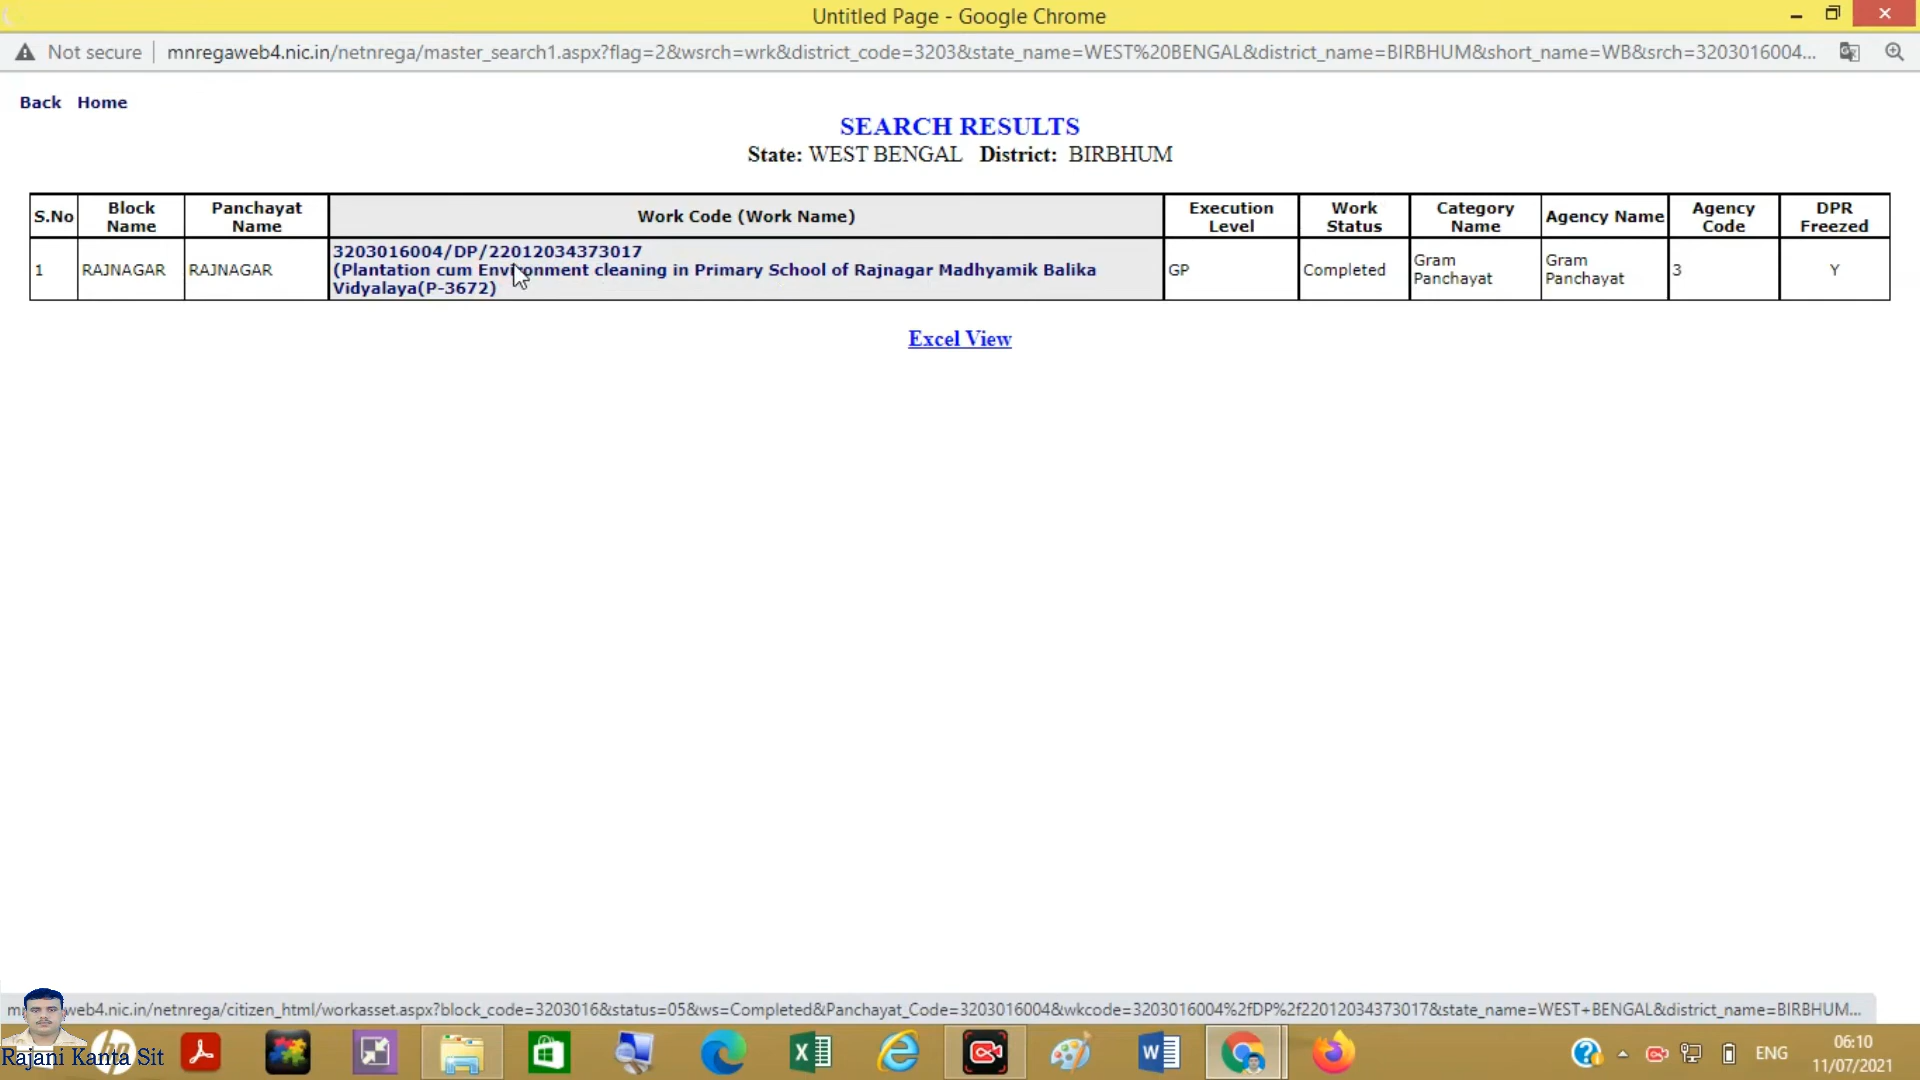 Untitled Page - Google Chrome
Not secure
mnregaweb4.nic.in/netnrega/master_search1.aspx?flag=2&wsrch=wrk&district_code=3203&state_name=WEST%20BENGAL&district_name=BIRBHUM&short_name=WB&srch=3203016004...
Back Home
SEARCH RESULTS
State: WEST BENGAL District: BIRBHUM
S.No Block Name Panchayat Name Work Code (Work Name) Execution Level Work Status Category Name Agency Name Agency Code DPR Freezed
1 RAJNAGAR RAJNAGAR
3203016004/DP/22012034373017
(Plantation cum Environment cleaning in Primary School of Rajnagar Madhyamik Balika
Vidyalaya(P-3672)
GP Completed Gram Panchayat Gram Panchayat 3 Y
Excel View
web4.nic.in/netnrega/citizen_html/workasset.aspx?block_code=3203016&status=05&ws=Completed&Panchayat_Code=3203016004&wkcode=3203016004%2fDP%2f22012034373017&state_name=WEST+BENGAL&district_name=BIRBHUM...
Rajani Kanta Sit
ENG
06:10
11/07/2021